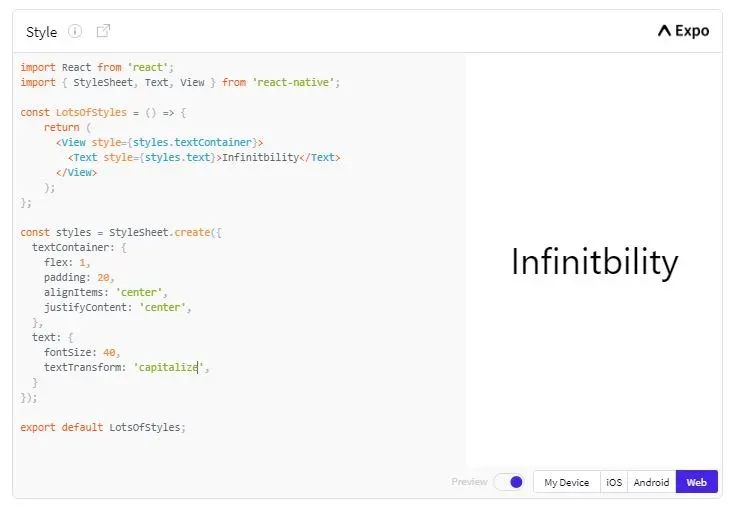 Style
Expo
import React from 'react';
import { StyleSheet, Text, View } from 'react-native';
const LotsOfStyles = () => {
    return (
      <View style={styles.textContainer}>
        <Text style={styles.text}>Infinitbility</Text>
      </View>
    );
};
const styles = StyleSheet.create({
  textContainer: {
    flex: 1,
    padding: 20,
    alignItems: 'center',
    justifyContent: 'center',
  },
  text: {
    fontSize: 40,
    textTransform: 'capitalize',
  }
});
export default LotsOfStyles;
Infinitbility
Preview My Device iOS Android Web